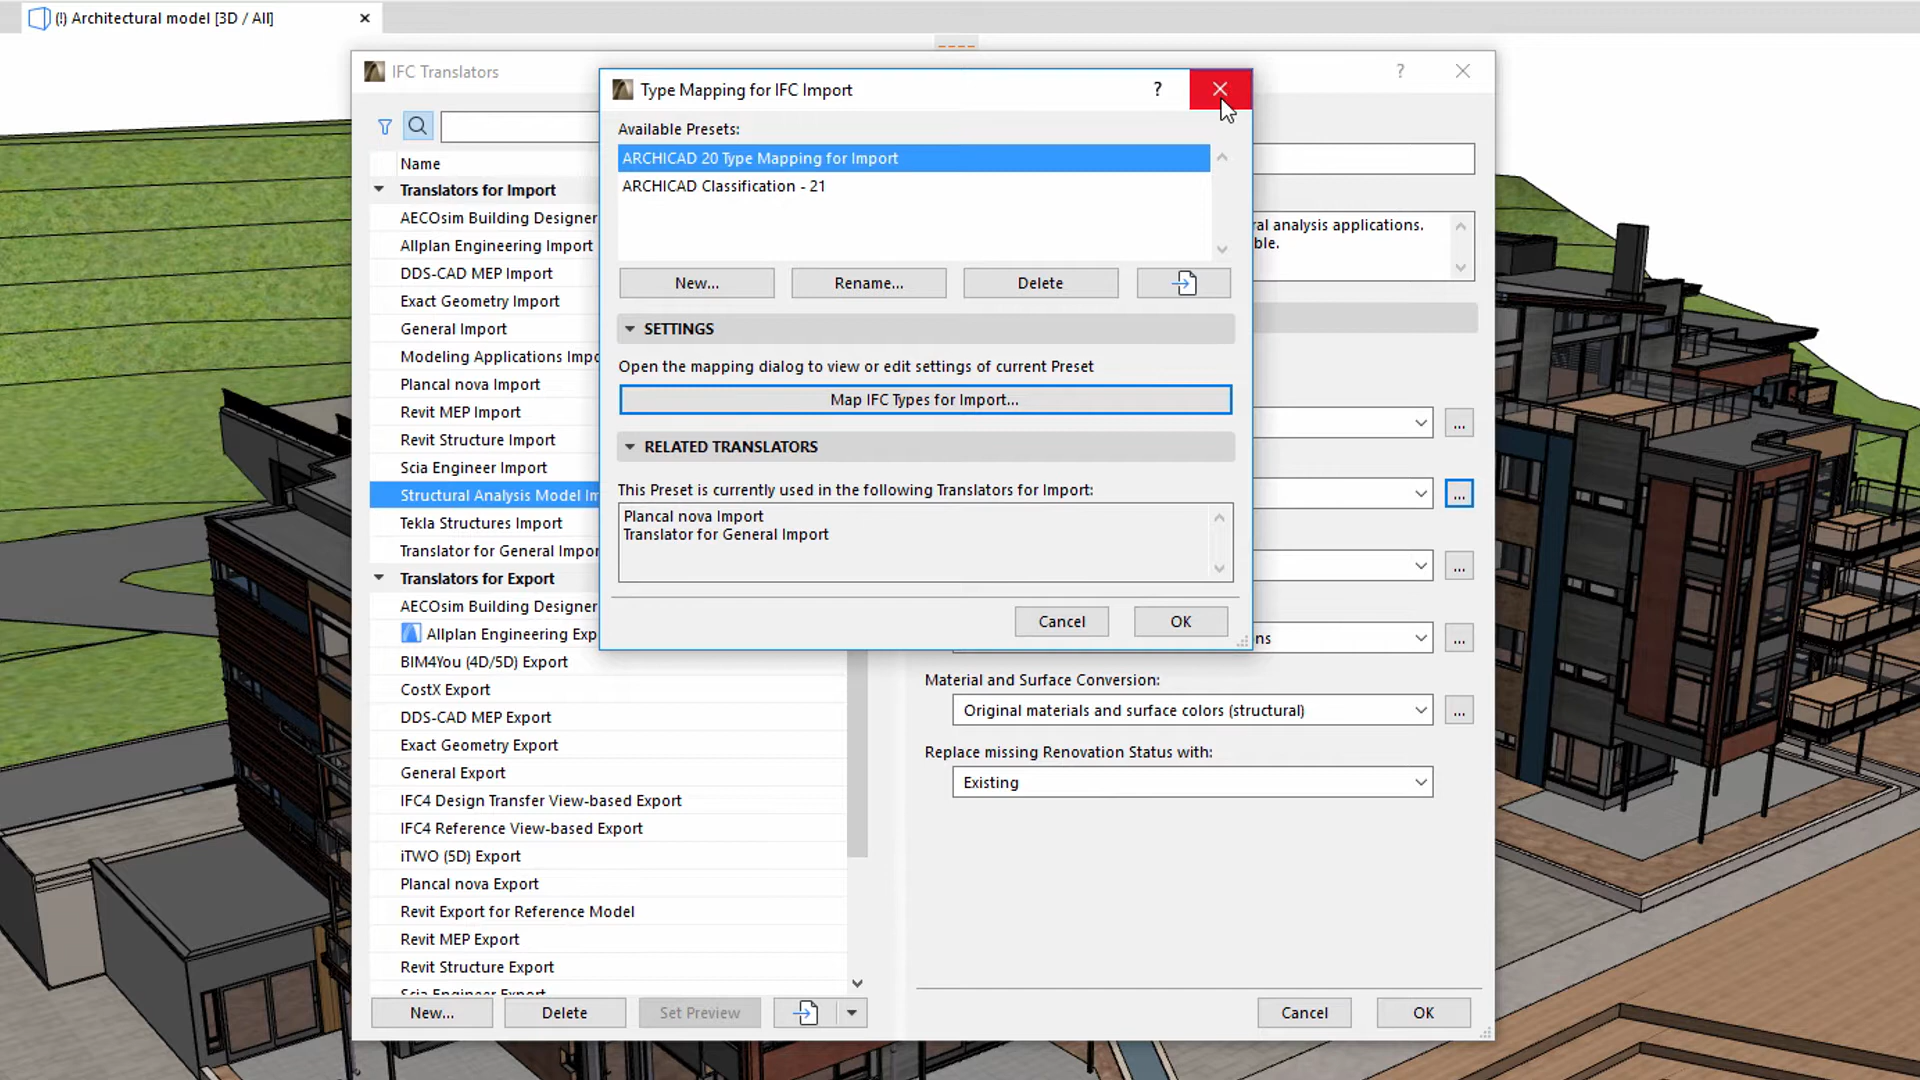 (!) Architectural model [3D / All]
IFC Translators
?
Name
Translators for Import
AECOsim Building Designer
Allplan Engineering Import
DDS-CAD MEP Import
Exact Geometry Import
General Import
Modeling Applications Impo
Plancal nova Import
Revit MEP Import
Revit Structure Import
Scia Engineer Import
Structural Analysis Model Im
Tekla Structures Import
Translator for General Impor
Translators for Export
AECOsim Building Designer
Allplan Engineering Exp
BIM4You (4D/5D) Export
CostX Export
DDS-CAD MEP Export
Exact Geometry Export
General Export
IFC4 Design Transfer View-based Export
IFC4 Reference View-based Export
iTWO (5D) Export
Plancal nova Export
Revit Export for Reference Model
Revit MEP Export
Revit Structure Export
Scia Engineer Export
New...
Delete
Set Preview
Type Mapping for IFC Import
?
Available Presets:
ARCHICAD 20 Type Mapping for Import
ARCHICAD Classification - 21
New...
Rename...
Delete
SETTINGS
Open the mapping dialog to view or edit settings of current Preset
Map IFC Types for Import...
RELATED TRANSLATORS
This Preset is currently used in the following Translators for Import:
Plancal nova Import
Translator for General Import
Cancel
OK
ral analysis applications.
ble.
...
...
...
ns
...
Material and Surface Conversion:
Original materials and surface colors (structural)
...
Replace missing Renovation Status with:
Existing
Cancel
OK